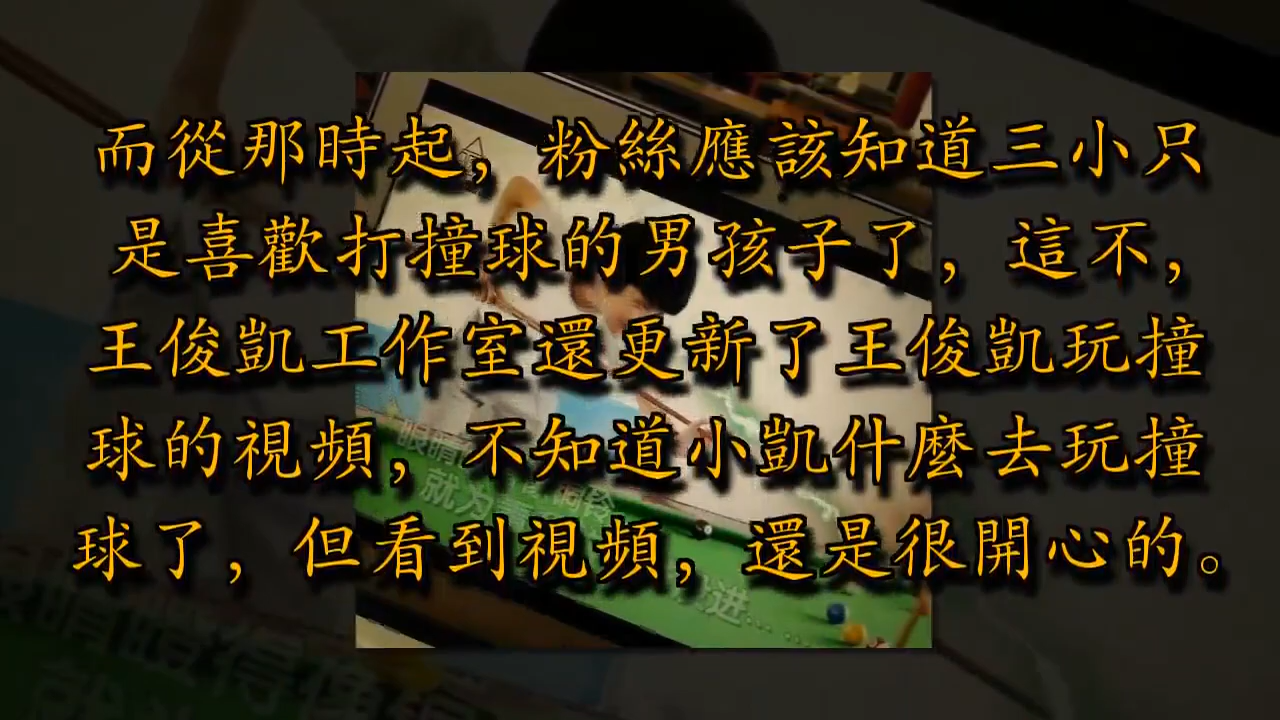 而從那時起，粉絲應該知道三小只
是喜歡打撞球的男孩子了，這不，
王俊凱工作室還更新了王俊凱玩撞
球的視頻，不知道小凱什麼去玩撞
球了，但看到視頻，還是很開心的。